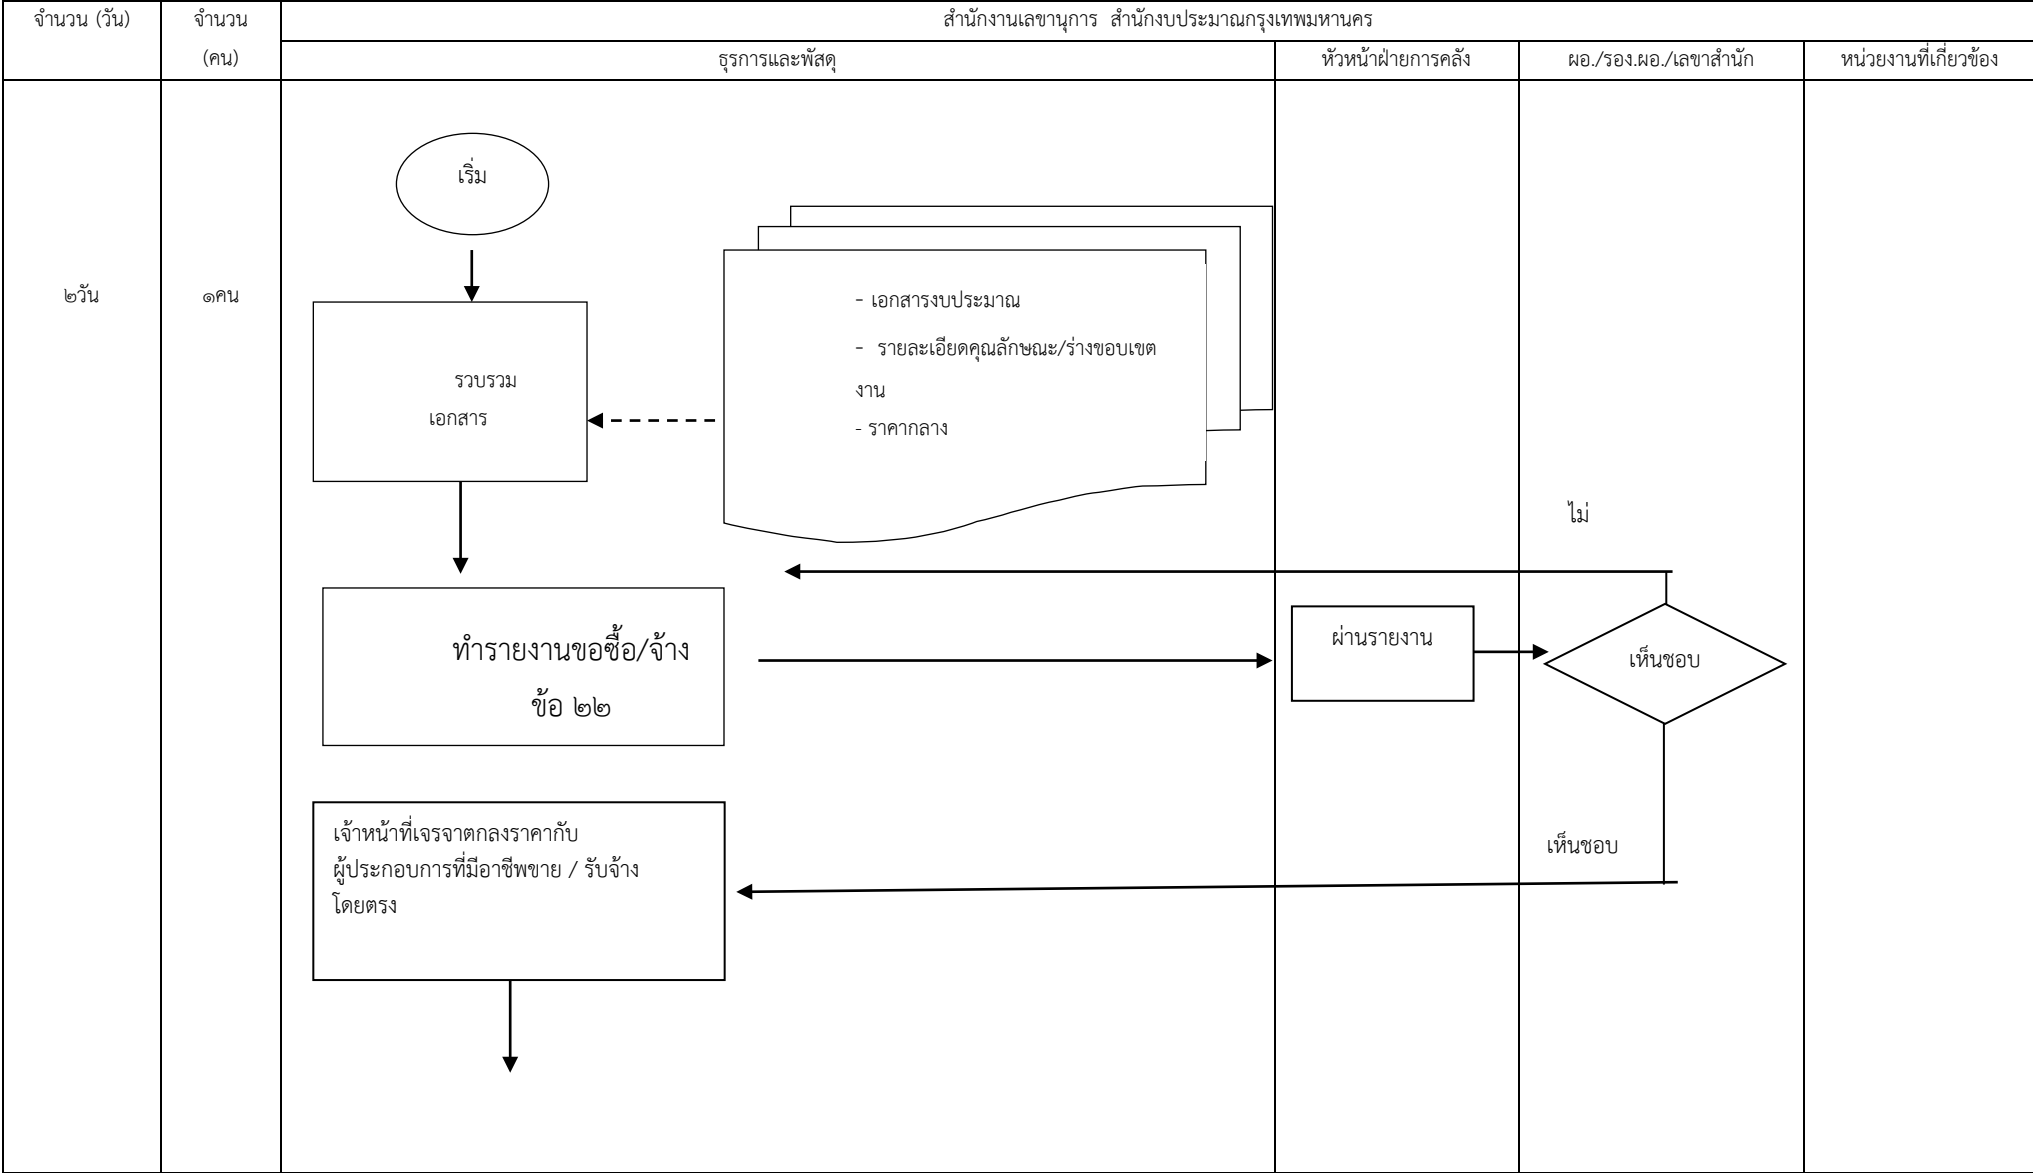 จำนวน (วัน)
จำนวน
(คน)
สำนักงานเลขานุการ สำนักงบประมาณกรุงเทพมหานคร
ธุรการและพัสดุ
หัวหน้าฝ่ายการคลัง
ผอ./รอง.ผอ./เลขาสำนัก
หน่วยงานที่เกี่ยวข้อง
เริ่ม
๒วัน
๑คน
- เอกสารงบประมาณ
- รายละเอียดคุณลักษณะ/ร่างขอบเขต
งาน
- ราคากลาง
รวบรวม
เอกสาร
ไม่
ทำรายงานขอซื้อ/จ้าง
ข้อ ๒๒
ผ่านรายงาน
เห็นชอบ
เจ้าหน้าที่เจรจาตกลงราคากับ
ผู้ประกอบการที่มีอาชีพขาย / รับจ้าง
โดยตรง
เห็นชอบ